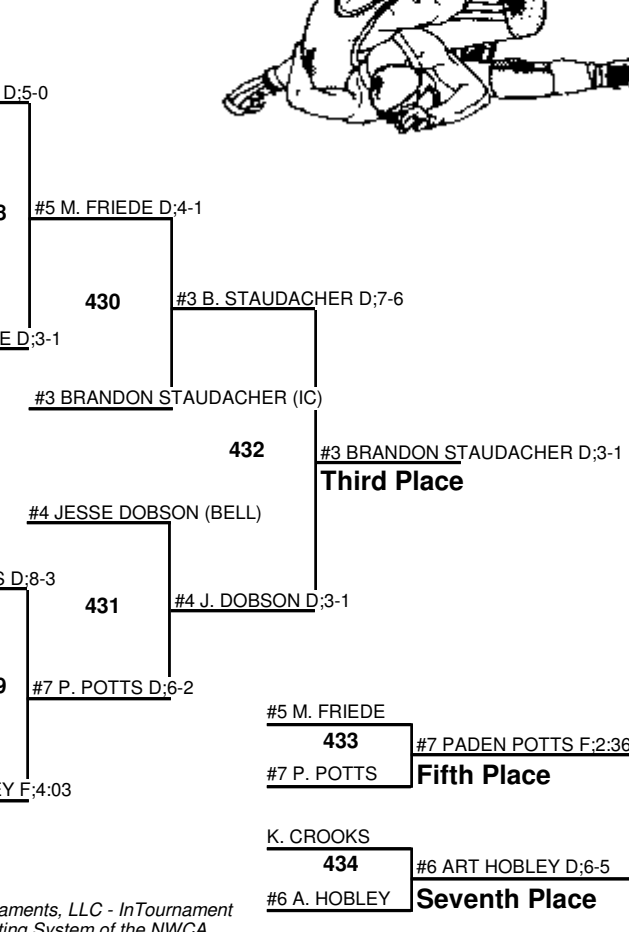 D;5-0
#5 M. FRIEDE D;4-1
430
#3 B. STAUDACHER D;7-6
D;3-1
#3 BRANDON STAUDACHER (IC)
432
#3 BRANDON STAUDACHER D;3-1
Third Place
#4 JESSE DOBSON (BELL)
D;8-3
431
#4 J. DOBSON D;3-1
#7 P. POTTS D;6-2
#5 M. FRIEDE
433
#7 PADEN POTTS F;2:36
#7 P. POTTS
Fifth Place
F;4:03
K. CROOKS
434
#6 ART HOBLEY D;6-5
#6 A. HOBLEY
Seventh Place
LLC - InTournament
System of the NWCA